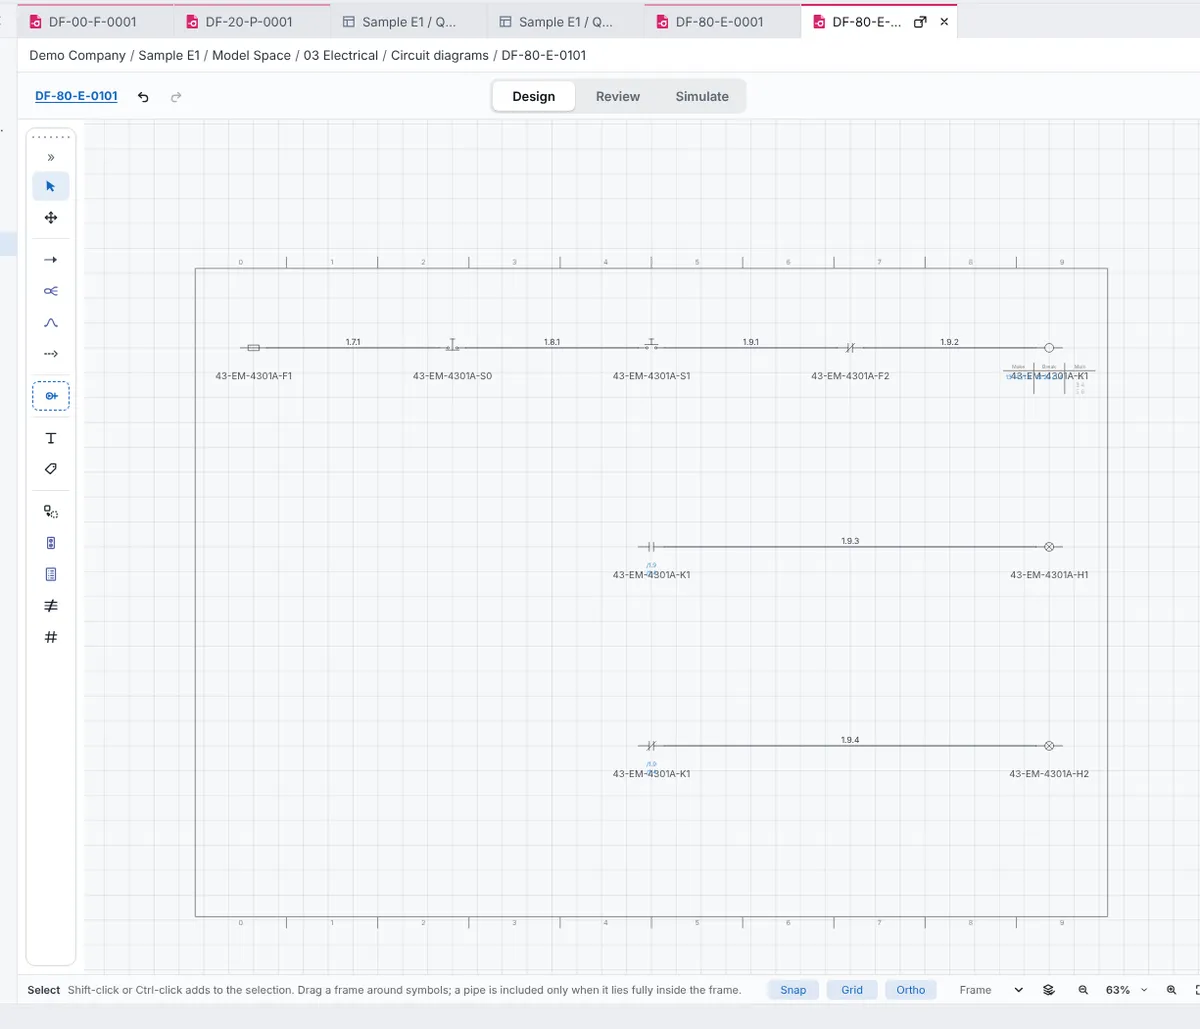 DF-00-F-0001
DF-20-P-0001
Sample E1 / Q...
Sample E1 / Q...
DF-80-E-0001
DF-80-E-...
Demo Company / Sample E1 / Model Space / 03 Electrical / Circuit diagrams / DF-80-E-0101
DF-80-E-0101
Design
Review
Simulate
0 1 2 3 4 5 6 7 8 9
1.7.1
1.8.1
1.9.1
1.9.2
Make Break Main
43-EM-4301A-F1
43-EM-4301A-S0
43-EM-4301A-S1
43-EM-4301A-F2
43-EM-4301A-K1
1.9.3
/1.9
43-EM-4301A-K1
43-EM-4301A-H1
1.9.4
/1.9
43-EM-4301A-K1
43-EM-4301A-H2
0 1 2 3 4 5 6 7 8 9
Select Shift-click or Ctrl-click adds to the selection. Drag a frame around symbols; a pipe is included only when it lies fully inside the frame.
Snap
Grid
Ortho
Frame
63%